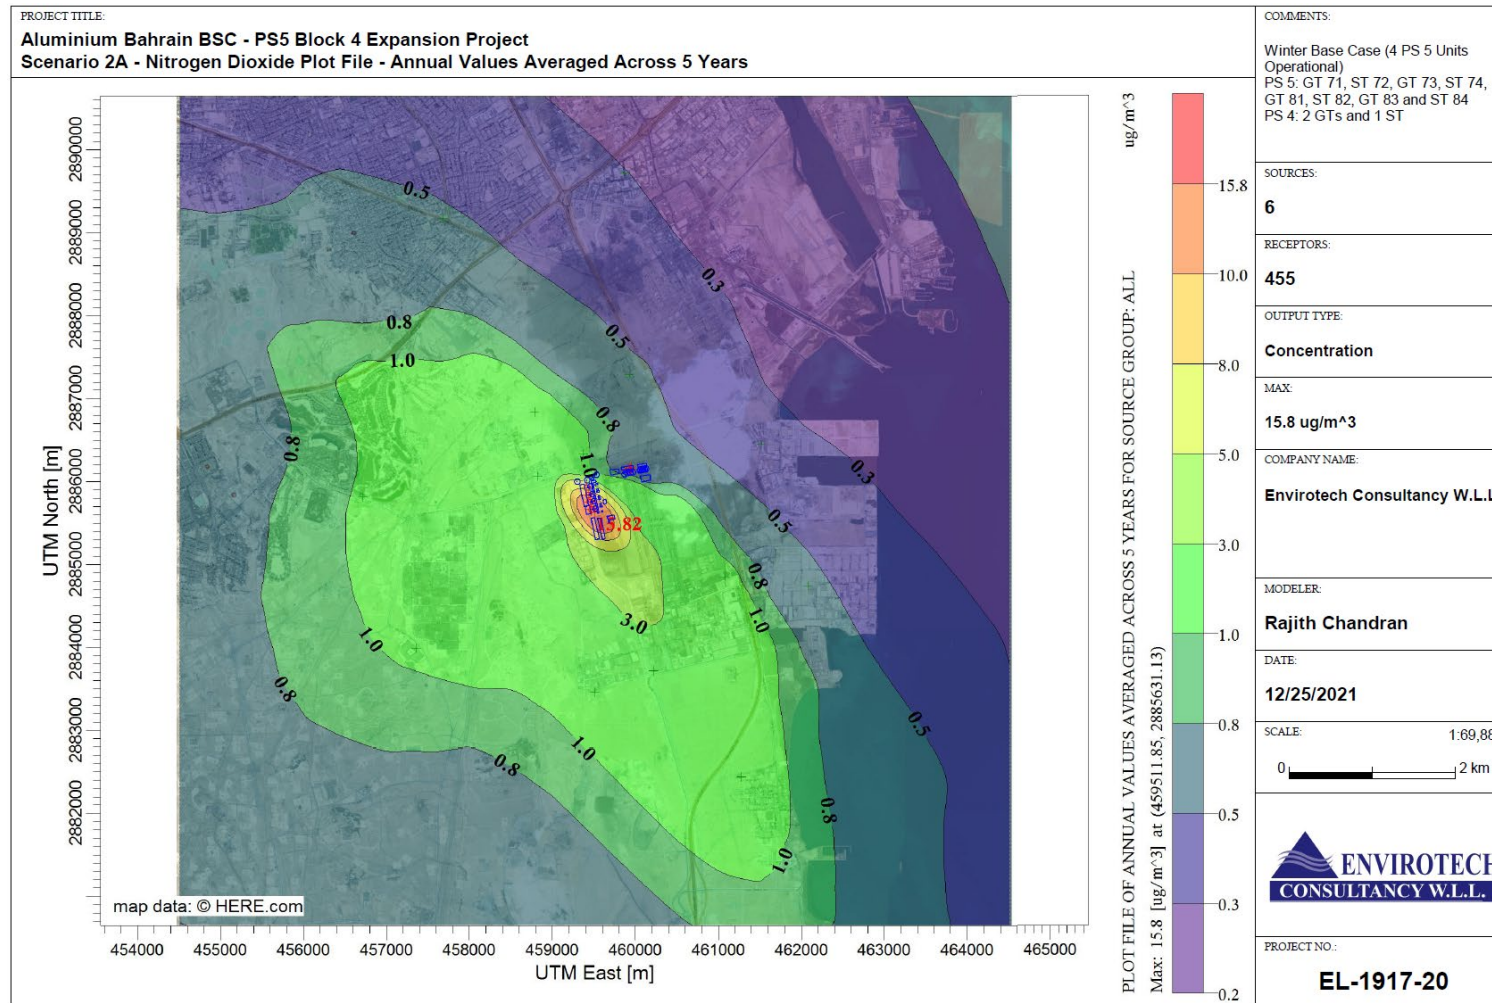 PROJECT TITLE:
Aluminium Bahrain BSC - PS5 Block 4 Expansion Project
Scenario 2A - Nitrogen Dioxide Plot File - Annual Values Averaged Across 5 Years
COMMENTS:
Winter Base Case (4 PS 5 Units
Operational)
PS 5: GT 71, ST 72, GT 73, ST 74,
GT 81, ST 82, GT 83 and ST 84
PS 4: 2 GTs and 1 ST
SOURCES:
6
RECEPTORS:
455
OUTPUT TYPE:
Concentration
MAX:
15.8 ug/m^3
COMPANY NAME:
Envirotech Consultancy W.L.L
MODELER:
Rajith Chandran
DATE:
12/25/2021
SCALE:
1:69,88
0
2 km
ENVIROTECH
CONSULTANCY W.L.L.
PROJECT NO.:
EL-1917-20
UTM North [m]
2890000
2889000
2888000
2887000
2886000
2885000
2884000
2883000
2882000
0.5
0.3
0.8
0.5
1.0
0.8
0.8
1.0
0.3
0.5
15.82
0.8
3.0
1.0
1.0
0.8
0.5
1.0
0.8
0.8
1.0
map data: © HERE.com
454000
455000
456000
457000
458000
459000
460000
461000
462000
463000
464000
465000
UTM East [m]
PLOT FILE OF ANNUAL VALUES AVERAGED ACROSS 5 YEARS FOR SOURCE GROUP: ALL
ug/m^3
Max: 15.8 [ug/m^3] at (459511.85, 2885631.13)
15.8
10.0
8.0
5.0
3.0
1.0
0.8
0.5
0.3
0.2